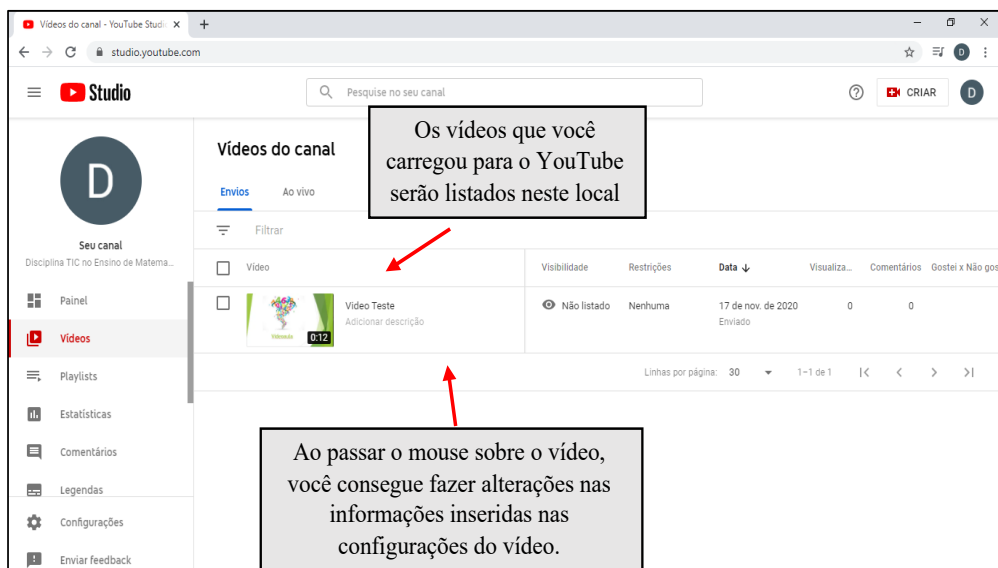 Vídeos do canal - YouTube Studi
studio.youtube.com
D
Studio
Pesquise no seu canal
CRIAR
D
D
Seu canal
Disciplina TIC no Ensino de Matema...
Painel
Vídeos
Playlists
Estatísticas
Comentários
Legendas
Configurações
Enviar feedback
Vídeos do canal
Envios Ao vivo
Filtrar
Os vídeos que você
carregou para o YouTube
serão listados neste local
Vídeo Visibilidade Restrições Data Visualiza... Comentários Gostei x Não gos
Videoaula
0:12
Video Teste
Adicionar descrição
Não listado Nenhuma 17 de nov. de 2020 0 0
Enviado
Linhas por página: 30 1–1 de 1
Ao passar o mouse sobre o vídeo,
você consegue fazer alterações nas
informações inseridas nas
configurações do vídeo.